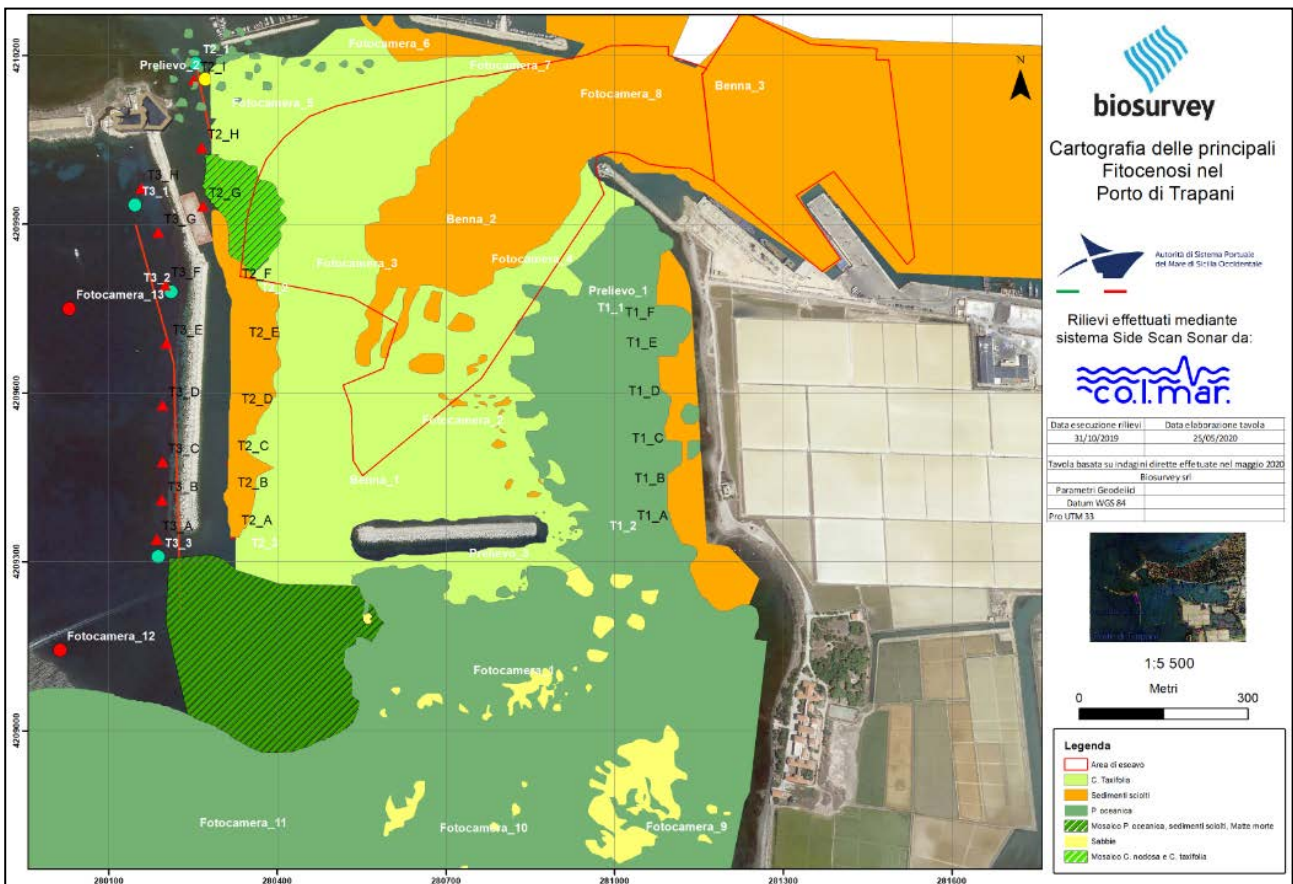 T2_1
Fotocamera_6
Prelievo_2
T2_I
Fotocamera_7
Fotocamera_5
Fotocamera_8
Benna_3
T2_H
T3_H
T3_1
T2_G
T3_G
Benna_2
T3_2
T3_F
T2_F
Fotocamera_3
Fotocamera_4
Fotocamera_13
Prelievo_1
T1_1
T1_F
T3_E
T2_E
T1_E
T3_D
T2_D
T1_D
Fotocamera_2
T3_C
T2_C
T1_C
T3_B
T2_B
Benna_1
T1_B
T3_A
T2_A
T1_2
T1_A
T3_3
T2_3
Prelievo_3
Fotocamera_12
Fotocamera_1
Fotocamera_11
Fotocamera_10
Fotocamera_9
4210200
4209900
4209600
4209300
4209000
280100
280400
280700
281000
281300
281600
N
biosurvey
Cartografia delle principali
Fitocenosi nel
Porto di Trapani
Autorità di Sistema Portuale
del Mare di Sicilia Occidentale
Rilievi effettuati mediante
sistema Side Scan Sonar da:
co.l.mar.
Data esecuzione rilievi
Data elaborazione tavola
31/10/2019
25/05/2020
Tavola basata su indagini dirette effetuate nel maggio 2020
Biosurvey srl
Parametri Geodetici
Datum WGS 84
Pro UTM 33
1:5 500
Metri
0 300
Legenda
Area di escavo
C. Taxifolia
Sedimenti sciolti
P. oceanica
Mosaico P. oceanica, sedimenti sciolti, Matte morte
Sabbie
Mosaico C. nodosa e C. taxifolia